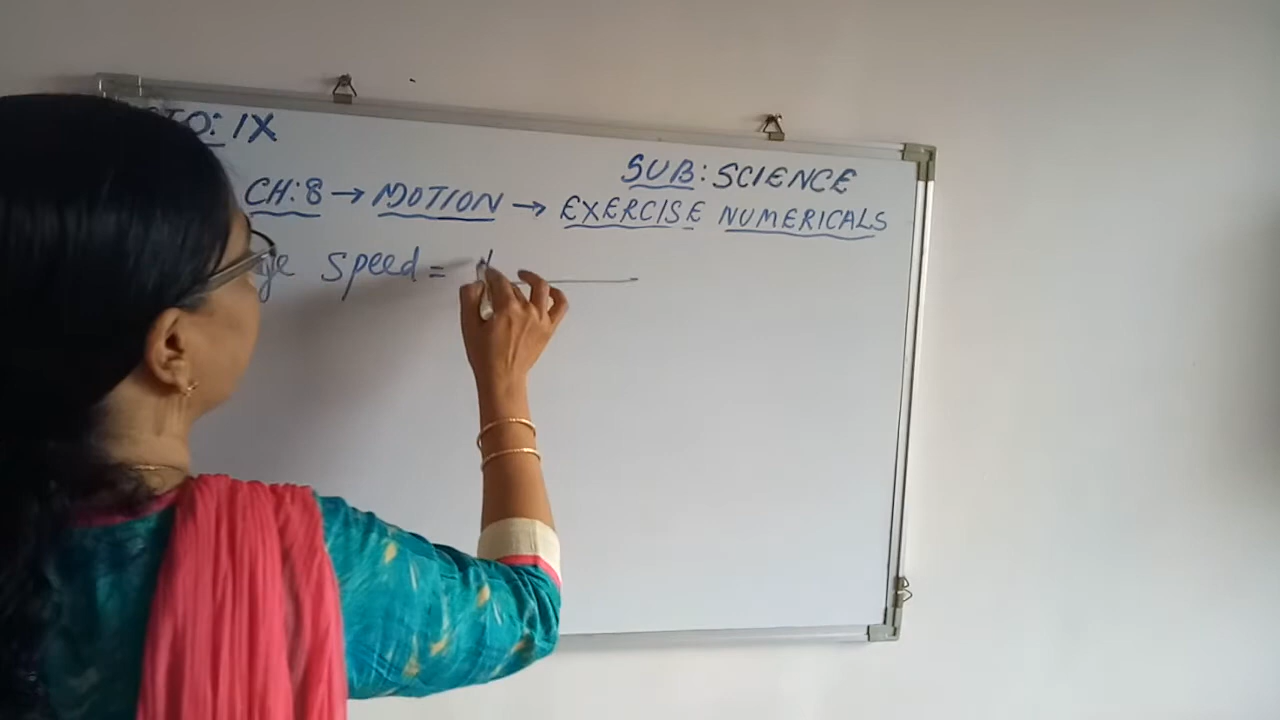 IX
SUB: SCIENCE
CH:8 → MOTION → EXERCISE NUMERICALS
Speed =